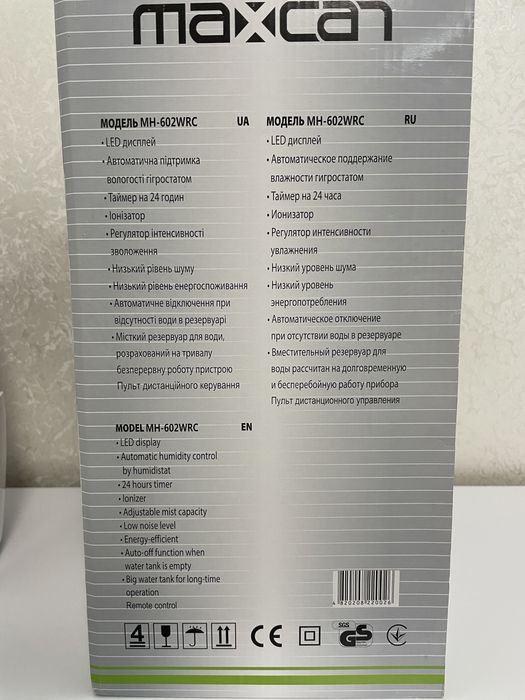 maxcan
МОДЕЛЬ MH-602WRC UA
• LED дисплей
• Автоматична підтримка
вологості гігростатом
• Таймер на 24 годин
• Іонізатор
• Регулятор інтенсивності
зволоження
• Низький рівень шуму
• Низький рівень енергоспоживання
• Автоматичне відключення при
відсутності води в резервуарі
• Місткий резервуар для води,
розрахований на тривалу
безперервну роботу пристрою
Пульт дистанційного керування
МОДЕЛЬ MH-602WRC RU
• LED дисплей
• Автоматическое поддержание
влажности гигростатом
• Таймер на 24 часа
• Ионизатор
• Регулятор интенсивности
увлажнения
• Низкий уровень шума
• Низкий уровень
энергопотребления
• Автоматическое отключение
при отсутствии воды в резервуаре
• Вместительный резервуар для
воды рассчитан на долговременную
и бесперебойную работу прибора
Пульт дистанционного управления
MODEL MH-602WRC EN
• LED display
• Automatic humidity control
by humidistat
• 24 hours timer
• Ionizer
• Adjustable mist capacity
• Low noise level
• Energy-efficient
• Auto-off function when
water tank is empty
• Big water tank for long-time
operation
Remote control
4 820208 220026
4 CE SGS GS